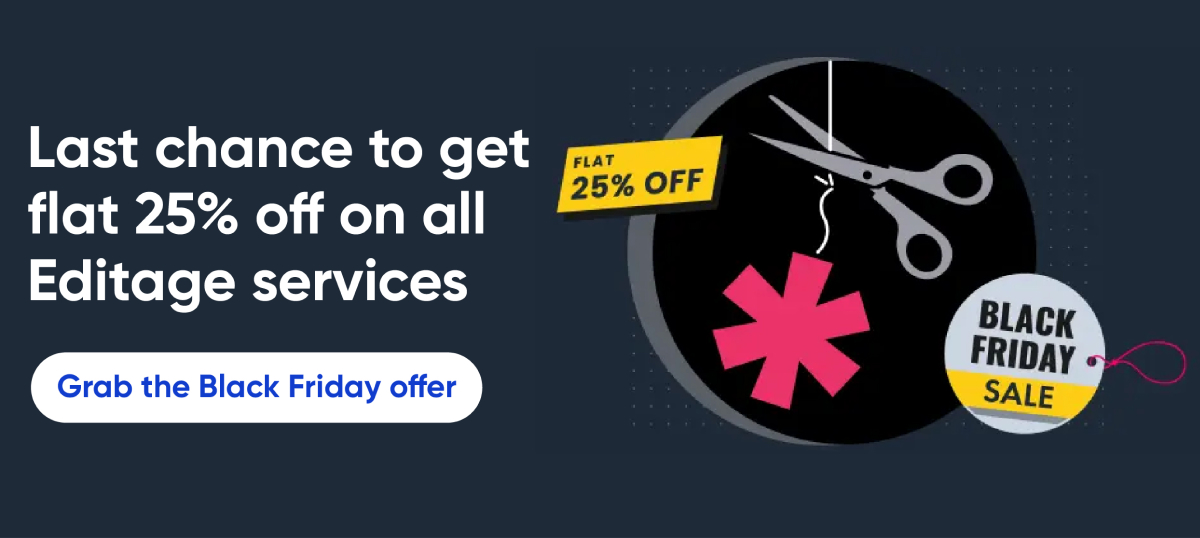 Last chance to get
flat 25% off on all
Editage services
Grab the Black Friday offer
FLAT
25% OFF
BLACK
FRIDAY
SALE